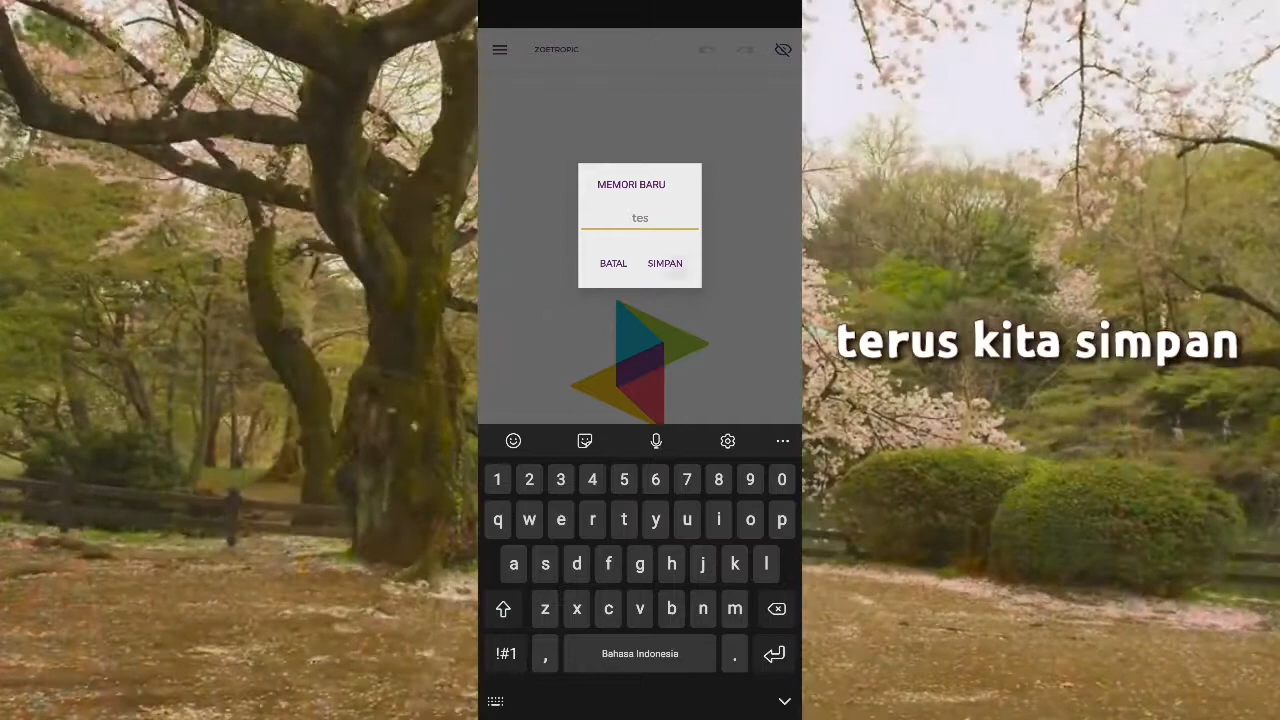 ZOETROPIC
MEMORI BARU
tes
BATAL SIMPAN
terus kita simpan
1 2 3 4 5 6 7 8 9 0
q w e r t y u i o p
a s d f g h j k l
z x c v b n m
!#1 , Bahasa Indonesia .